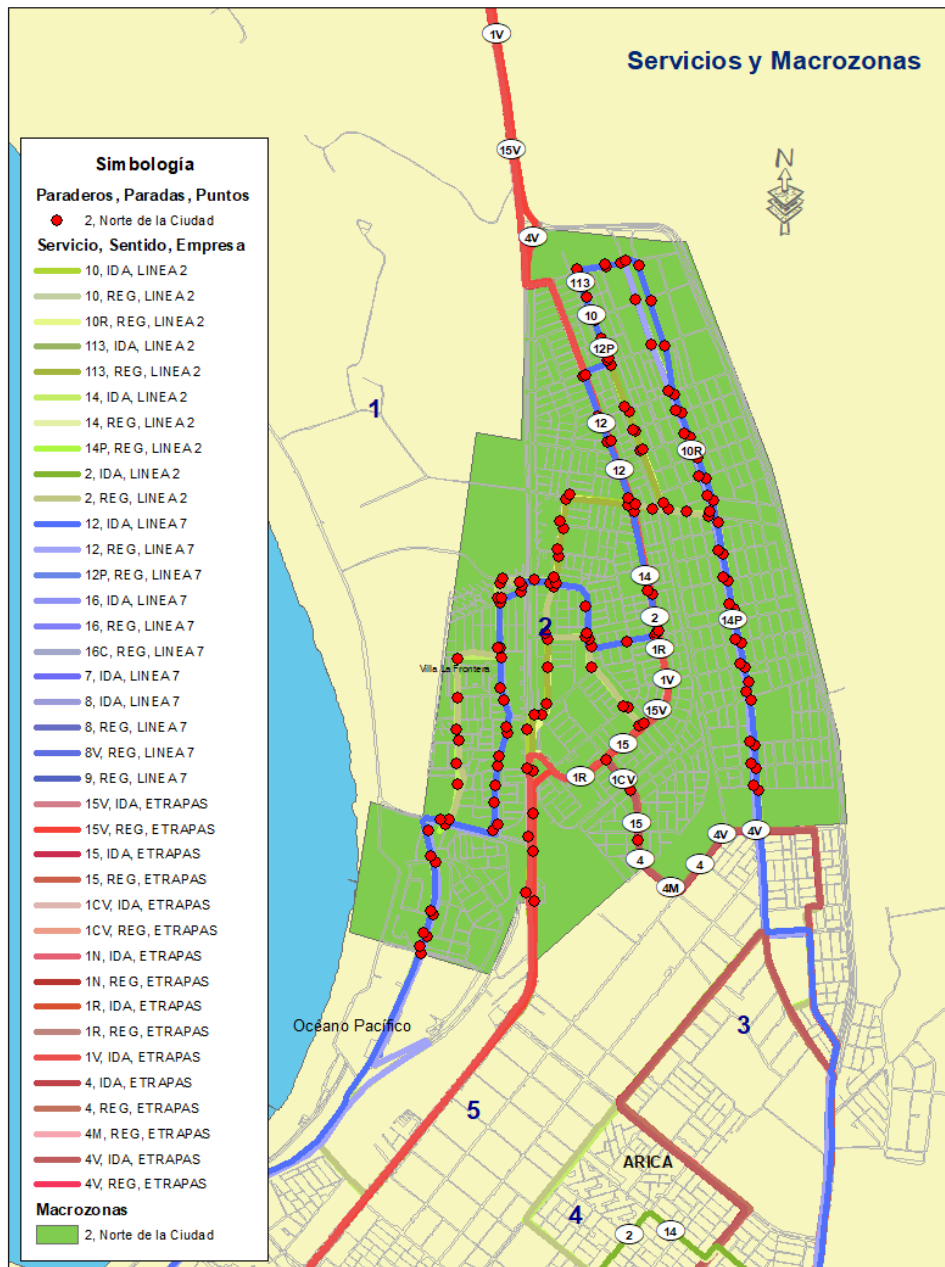 Servicios y Macrozonas
N
Simbología
Paraderos, Paradas, Puntos
2, Norte de la Ciudad
Servicio, Sentido, Empresa
10, IDA, LINEA 2
10, REG, LINEA 2
10R, REG, LINEA 2
113, IDA, LINEA 2
113, REG, LINEA 2
14, IDA, LINEA 2
14, REG, LINEA 2
14P, REG, LINEA 2
2, IDA, LINEA 2
2, REG, LINEA 2
12, IDA, LINEA 7
12, REG, LINEA 7
12P, REG, LINEA 7
16, IDA, LINEA 7
16, REG, LINEA 7
16C, REG, LINEA 7
7, IDA, LINEA 7
8, IDA, LINEA 7
8, REG, LINEA 7
8V, REG, LINEA 7
9, REG, LINEA 7
15V, IDA, ETRAPAS
15V, REG, ETRAPAS
15, IDA, ETRAPAS
15, REG, ETRAPAS
1CV, IDA, ETRAPAS
1CV, REG, ETRAPAS
1N, IDA, ETRAPAS
1N, REG, ETRAPAS
1R, IDA, ETRAPAS
1R, REG, ETRAPAS
1V, IDA, ETRAPAS
4, IDA, ETRAPAS
4, REG, ETRAPAS
4M, REG, ETRAPAS
4V, IDA, ETRAPAS
4V, REG, ETRAPAS
Macrozonas
2, Norte de la Ciudad
1V
15V
4V
113
10
12P
1
12
10R
12
14
2
14P
2
1R
Villa La Frontera
1V
15V
15
1R
1CV
15
4V
4V
4
4
4M
Océano Pacífico
3
5
ARICA
4
2
14